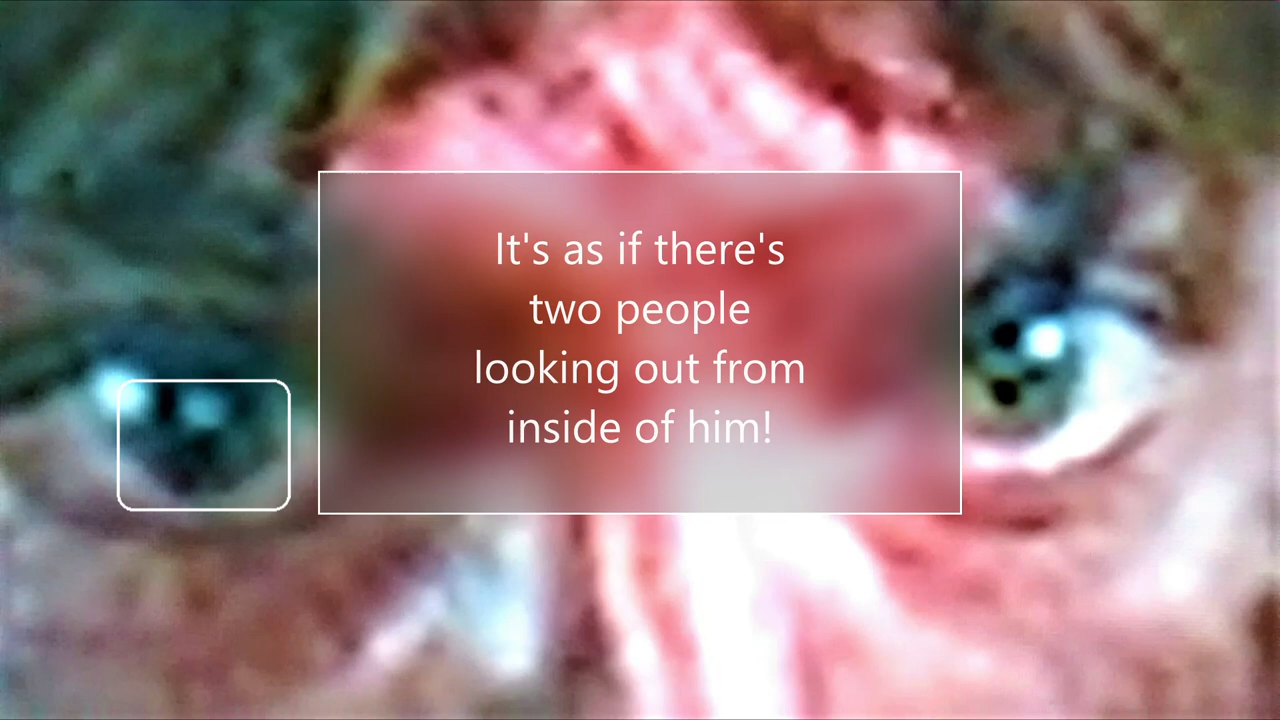 It's as if there's
two people
looking out from
inside of him!